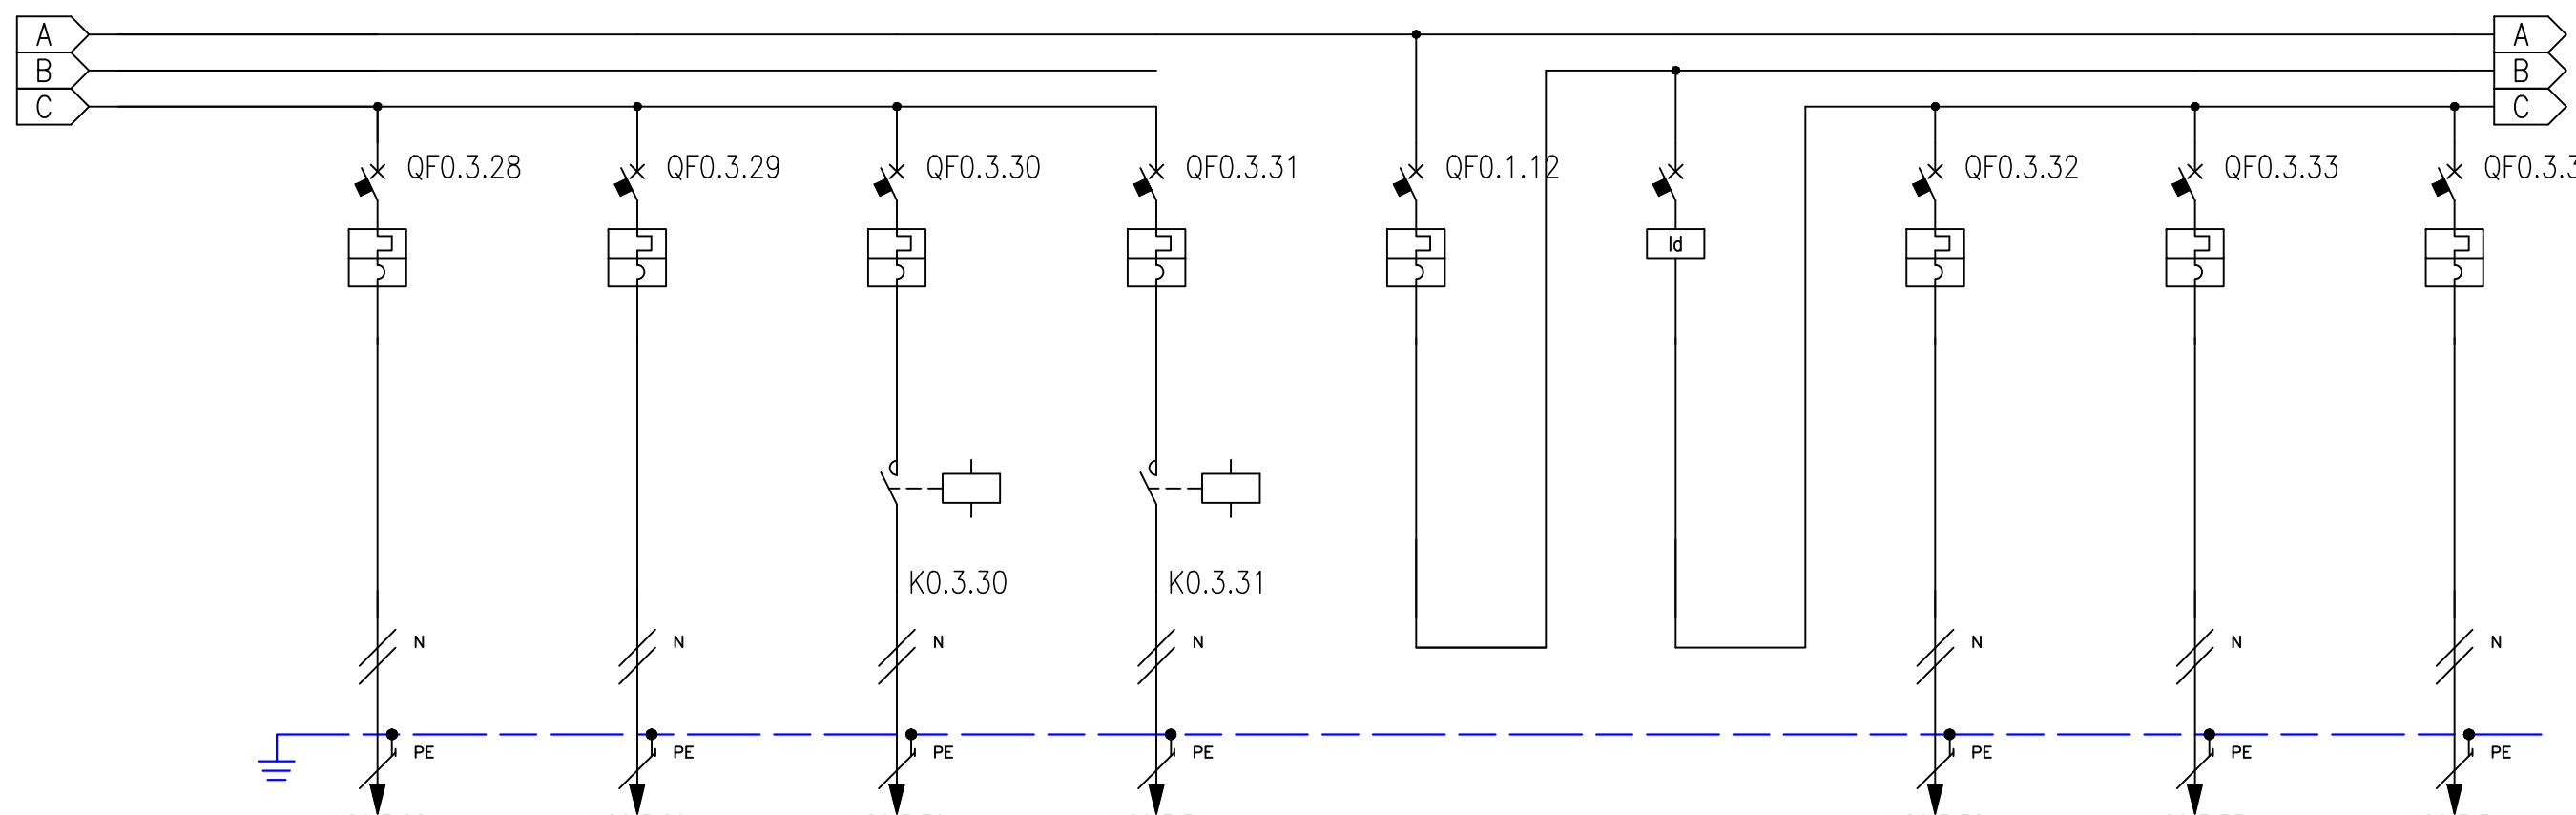 A A
B B
C C
QF0.3.28 QF0.3.29 QF0.3.30 QF0.3.31 QF0.1.12 QF0.3.32 QF0.3.33
Id
K0.3.30 K0.3.31
N N N N N N N
PE PE PE PE PE PE PE